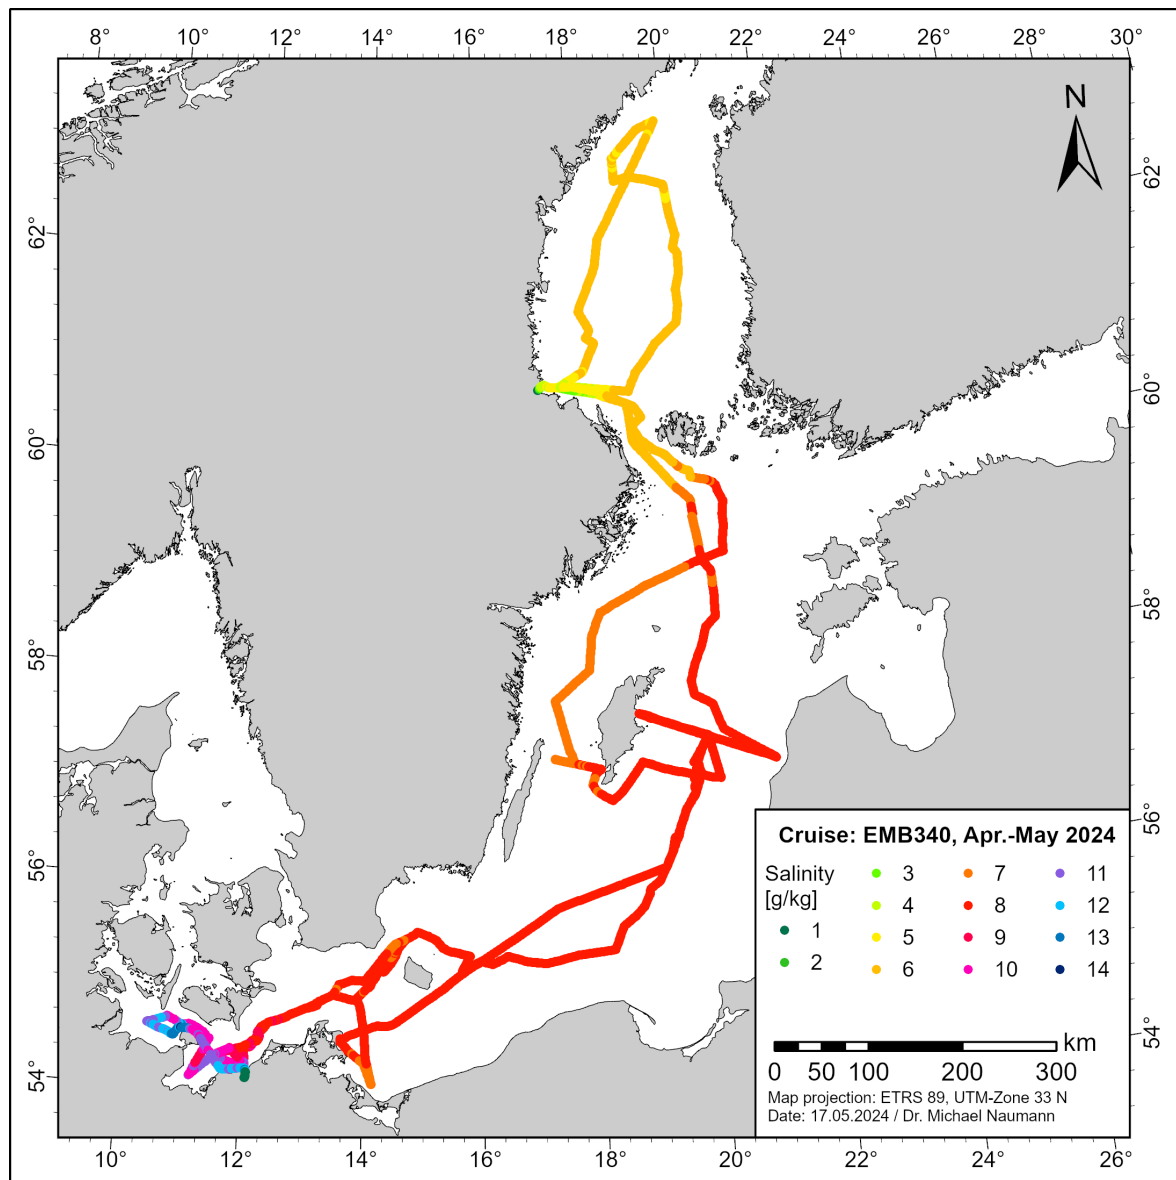 8° 10° 12° 14° 16° 18° 20° 22° 24° 26° 28° 30°
N
62° 62°
60° 60°
58° 58°
56° 56°
54° 54°
Cruise: EMB340, Apr.-May 2024
Salinity 3 7 11
[g/kg] 4 8 12
1 5 9 13
2 6 10 14
km
0 50 100 200 300
Map projection: ETRS 89, UTM-Zone 33 N
Date: 17.05.2024 / Dr. Michael Naumann
10° 12° 14° 16° 18° 20° 22° 24° 26°